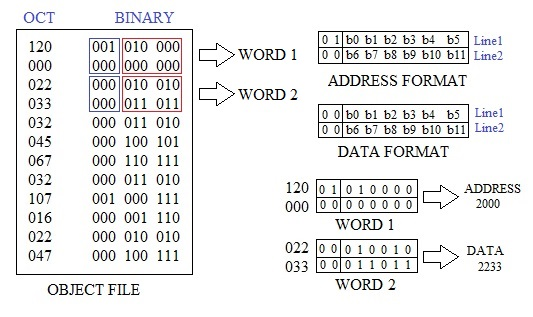 OCT BINARY
120 001 010 000
000 000 000 000
022 000 010 010
033 000 011 011
032 000 011 010
045 000 100 101
067 000 110 111
032 000 011 010
107 001 000 111
016 000 001 110
022 000 010 010
047 000 100 111
OBJECT FILE
WORD 1
WORD 2
0 1 b0 b1 b2 b3 b4 b5 Line1
0 0 b6 b7 b8 b9 b10 b11 Line2
ADDRESS FORMAT
0 0 b0 b1 b2 b3 b4 b5 Line1
0 0 b6 b7 b8 b9 b10 b11 Line2
DATA FORMAT
120 0 1 0 1 0 0 0 0
000 0 0 0 0 0 0 0 0
WORD 1
ADDRESS
2000
022 0 0 0 1 0 0 1 0
033 0 0 0 1 1 0 1 1
WORD 2
DATA
2233